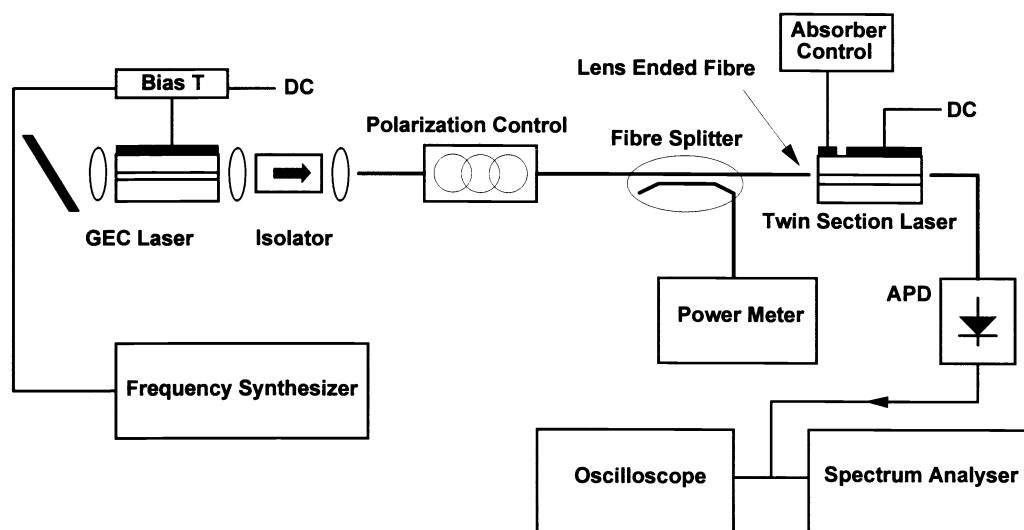 Absorber
Control
Bias T
DC
Lens Ended Fibre
DC
Polarization Control
Fibre Splitter
GEC Laser
Isolator
Twin Section Laser
APD
Power Meter
Frequency Synthesizer
Oscilloscope
Spectrum Analyser